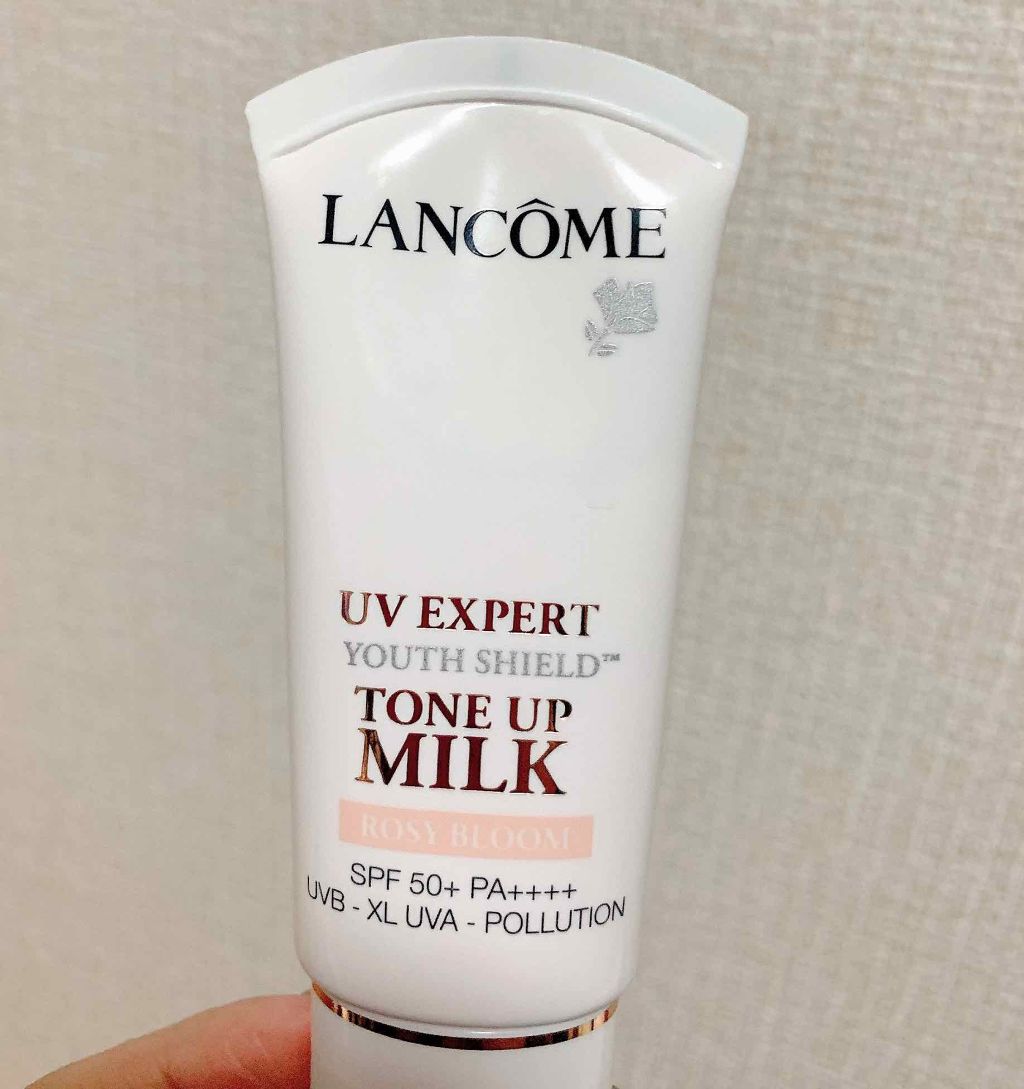 LANCÔME
UV EXPERT
YOUTH SHIELD™
TONE UP
MILK
ROSY BLOOM
SPF 50+ PA++++
UVB - XL UVA - POLLUTION